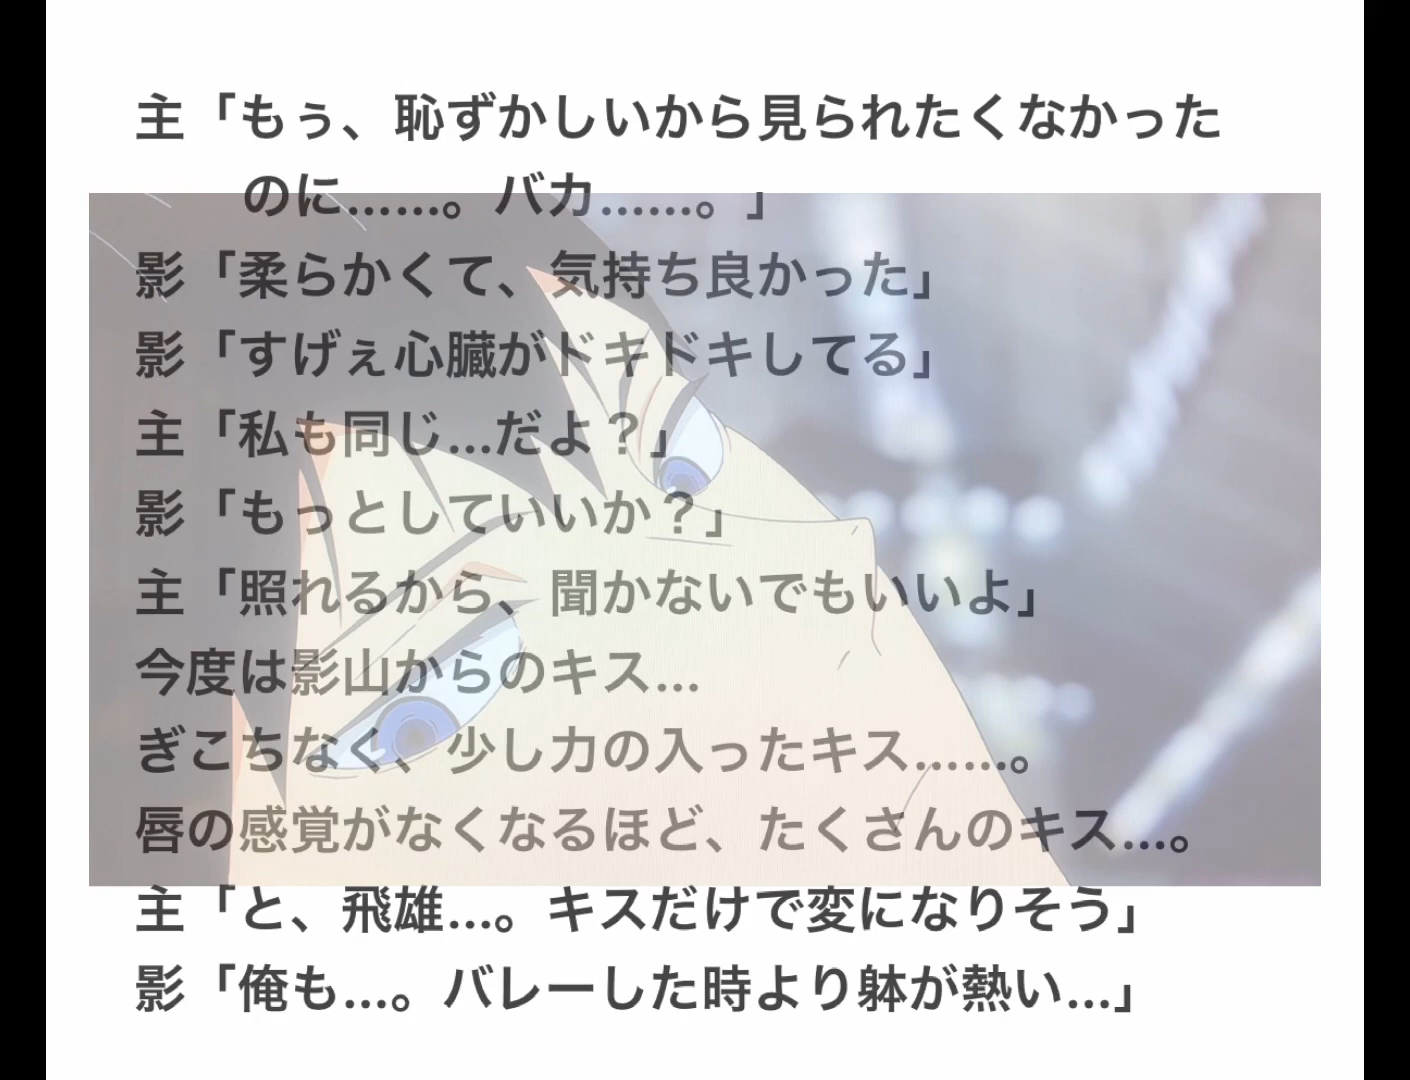 主「もぅ、恥ずかしいから見られたくなかった
のに……。バカ……。」
影「柔らかくて、気持ち良かった」
影「すげぇ心臓がドキドキしてる」
主「私も同じ…だよ？」
影「もっとしていいか？」
主「照れるから、聞かないでもいいよ」
今度は影山からのキス…
ぎこちなく、少し力の入ったキス……。
唇の感覚がなくなるほど、たくさんのキス…。
主「と、飛雄…。キスだけで変になりそう」
影「俺も…。バレーした時より躰が熱い…」